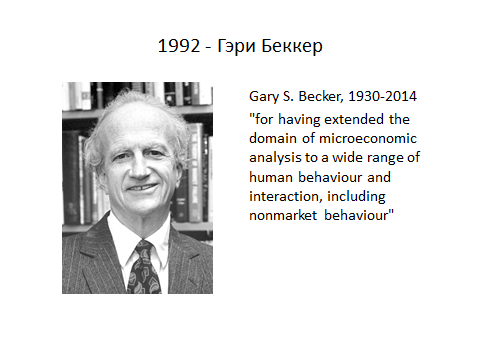 1992 - Гэри Беккер
Gary S. Becker, 1930-2014
"for having extended the
domain of microeconomic
analysis to a wide range of
human behaviour and
interaction, including
nonmarket behaviour"